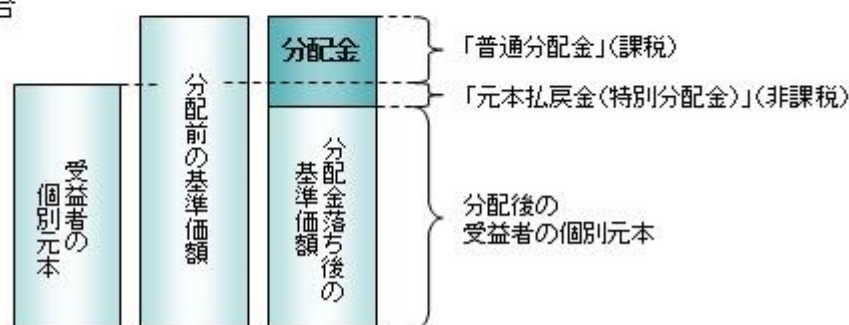 受益者の
個別元本
分配前の基準価額
分配金
分配金落ち後の
基準価額
「普通分配金」(課税)
「元本払戻金(特別分配金)」(非課税)
分配後の
受益者の個別元本